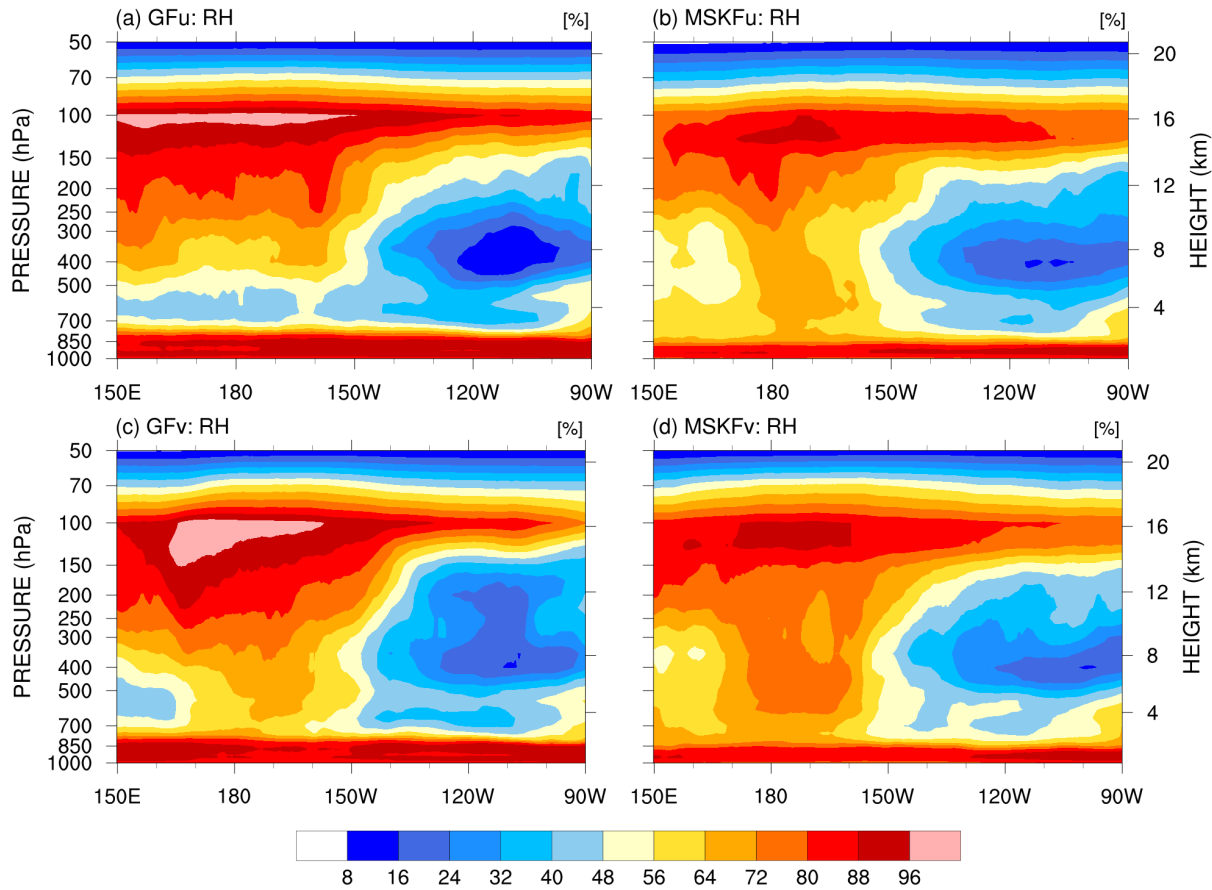 (a) GFu: RH [%]
(b) MSKFu: RH [%]
PRESSURE (hPa)
50
70
100
150
200
250
300
400
500
700
850
1000
20
16
12
8
4
HEIGHT (km)
150E 180 150W 120W 90W
150E 180 150W 120W 90W
(c) GFv: RH [%]
(d) MSKFv: RH [%]
PRESSURE (hPa)
50
70
100
150
200
250
300
400
500
700
850
1000
20
16
12
8
4
HEIGHT (km)
150E 180 150W 120W 90W
150E 180 150W 120W 90W
8 16 24 32 40 48 56 64 72 80 88 96